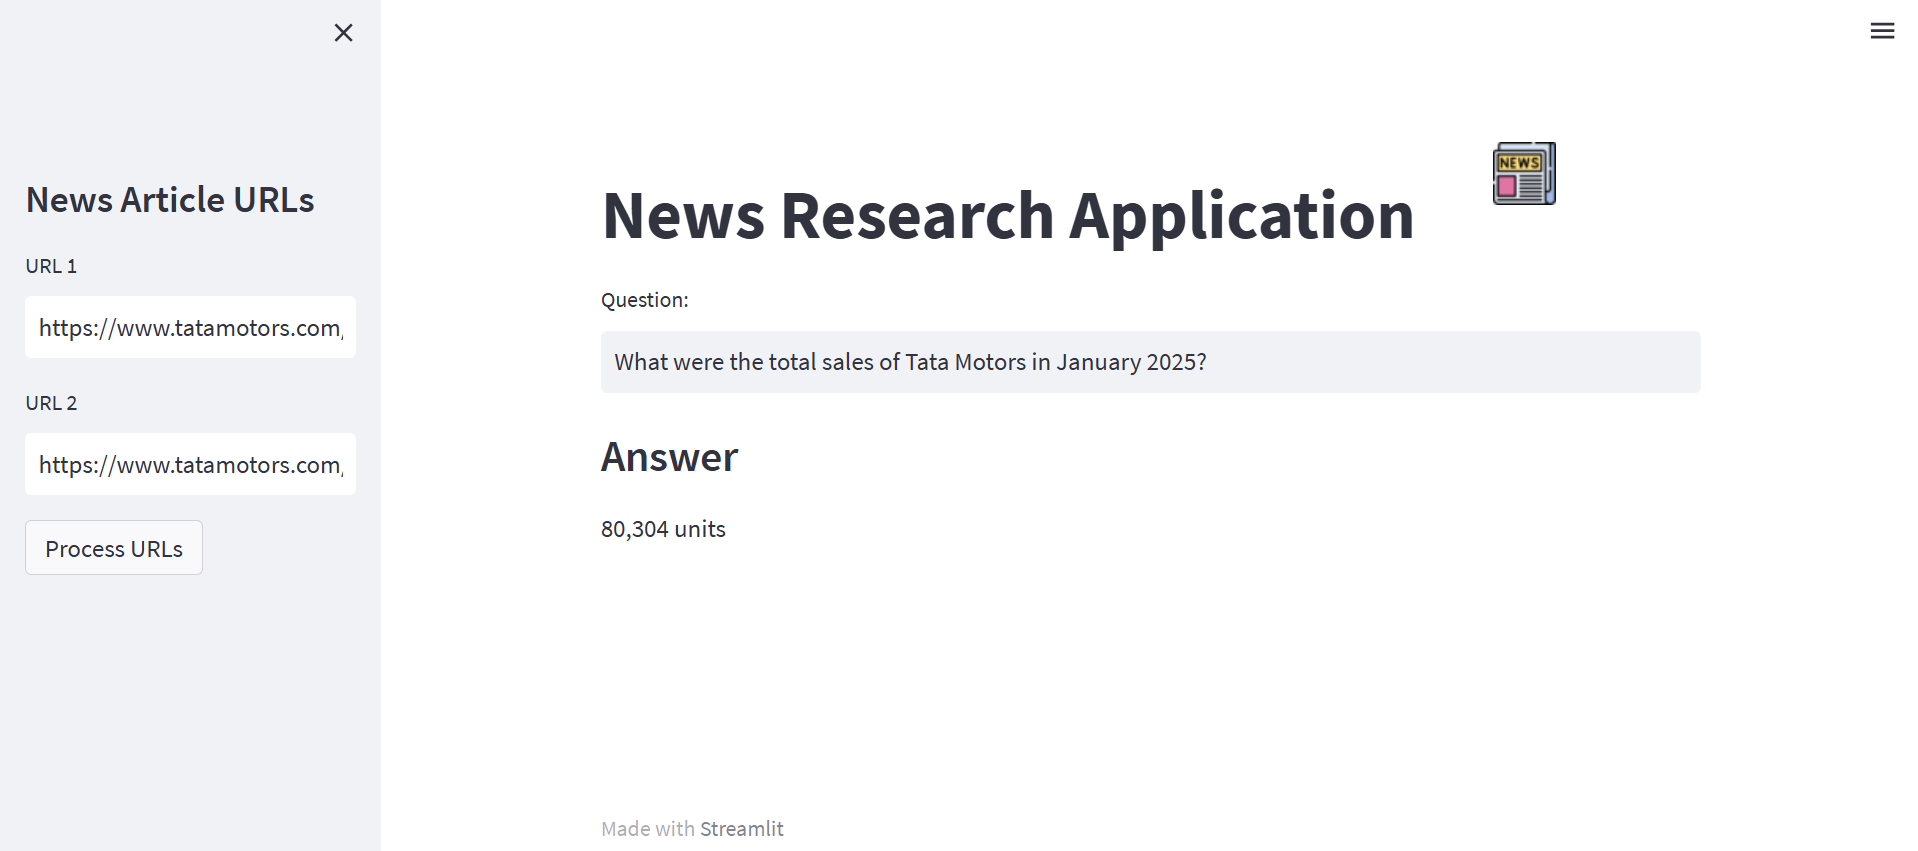 News Article URLs
URL 1
https://www.tatamotors.com/
URL 2
https://www.tatamotors.com/
Process URLs
NEWS
News Research Application
Question:
What were the total sales of Tata Motors in January 2025?
Answer
80,304 units
Made with Streamlit